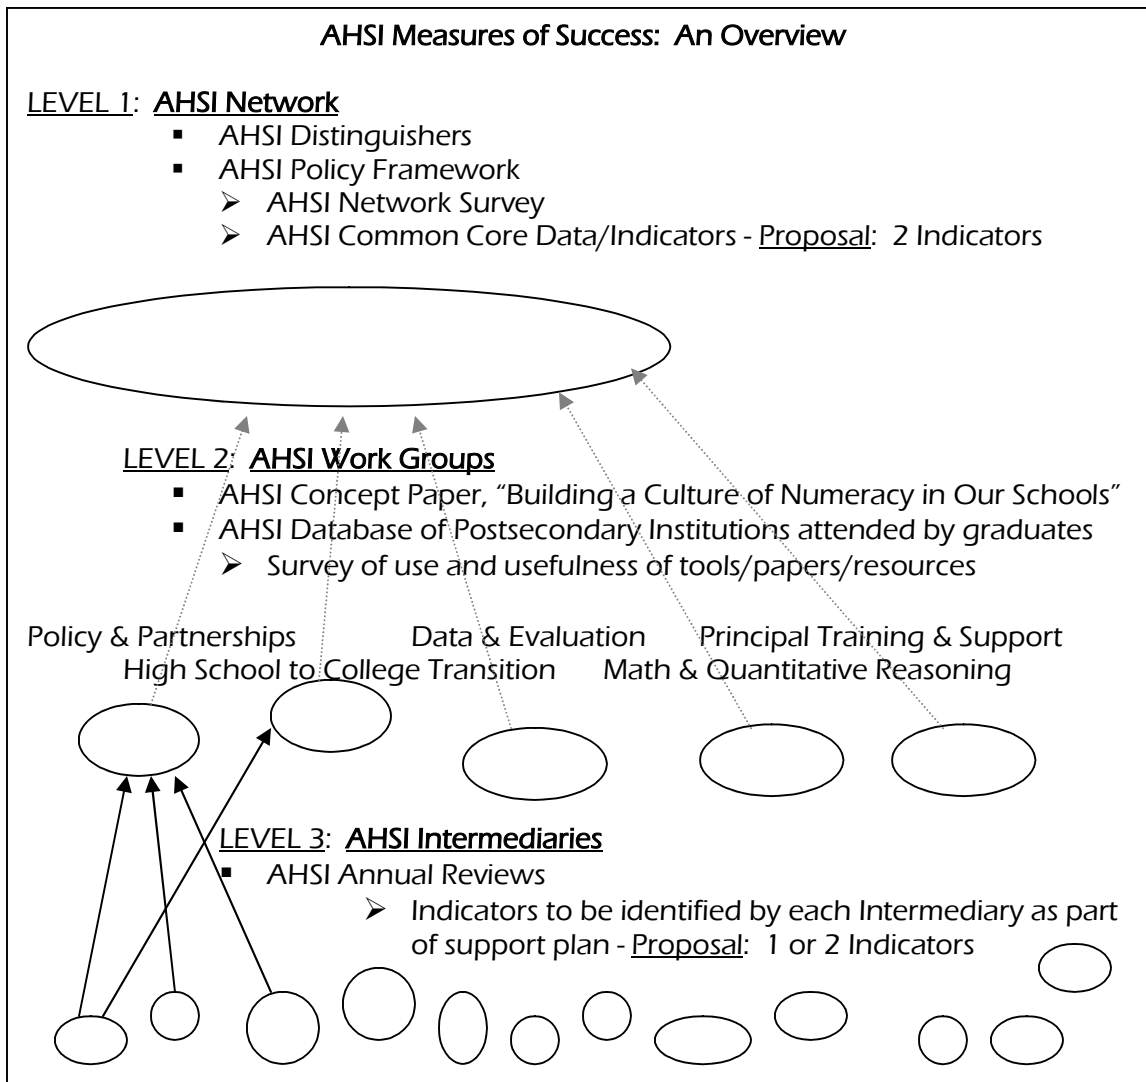 AHSI Measures of Success: An Overview
LEVEL 1: AHSI Network
▪ AHSI Distinguishers
▪ AHSI Policy Framework
➢ AHSI Network Survey
➢ AHSI Common Core Data/Indicators - Proposal: 2 Indicators
LEVEL 2: AHSI Work Groups
▪ AHSI Concept Paper, “Building a Culture of Numeracy in Our Schools”
▪ AHSI Database of Postsecondary Institutions attended by graduates
➢ Survey of use and usefulness of tools/papers/resources
Policy & Partnerships Data & Evaluation Principal Training & Support
High School to College Transition Math & Quantitative Reasoning
LEVEL 3: AHSI Intermediaries
▪ AHSI Annual Reviews
➢ Indicators to be identified by each Intermediary as part
of support plan - Proposal: 1 or 2 Indicators